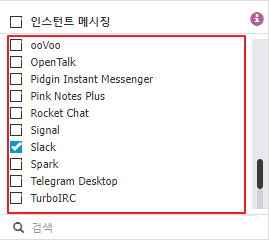 인스턴트 메시징
ooVoo
OpenTalk
Pidgin Instant Messenger
Pink Notes Plus
Rocket Chat
Signal
Slack
Spark
Telegram Desktop
TurboIRC
검색